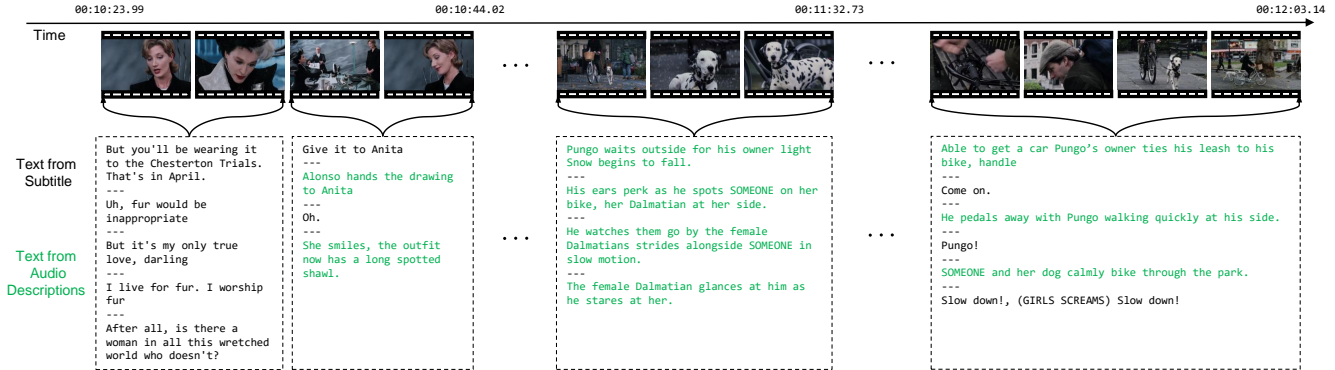 00:10:23.99
00:10:44.02
00:11:32.73
00:12:03.14
Time
Text from
Subtitle
Text from
Audio
Descriptions
But you'll be wearing it
to the Chesterton Trials.
That's in April.
---
Uh, fur would be
inappropriate
---
But it's my only true
love, darling
---
I live for fur. I worship
fur
---
After all, is there a
woman in all this wretched
world who doesn't?
Give it to Anita
---
Alonso hands the drawing
to Anita
---
Oh.
---
She smiles, the outfit
now has a long spotted
shawl.
...
...
Pungo waits outside for his owner light
Snow begins to fall.
---
His ears perk as he spots SOMEONE on her
bike, her Dalmatian at her side.
---
He watches them go by the female
Dalmatians strides alongside SOMEONE in
slow motion.
---
The female Dalmatian glances at him as
he stares at her.
...
...
Able to get a car Pungo's owner ties his leash to his
bike, handle
---
Come on.
---
He pedals away with Pungo walking quickly at his side.
---
Pungo!
---
SOMEONE and her dog calmly bike through the park.
---
Slow down!, (GIRLS SCREAMS) Slow down!